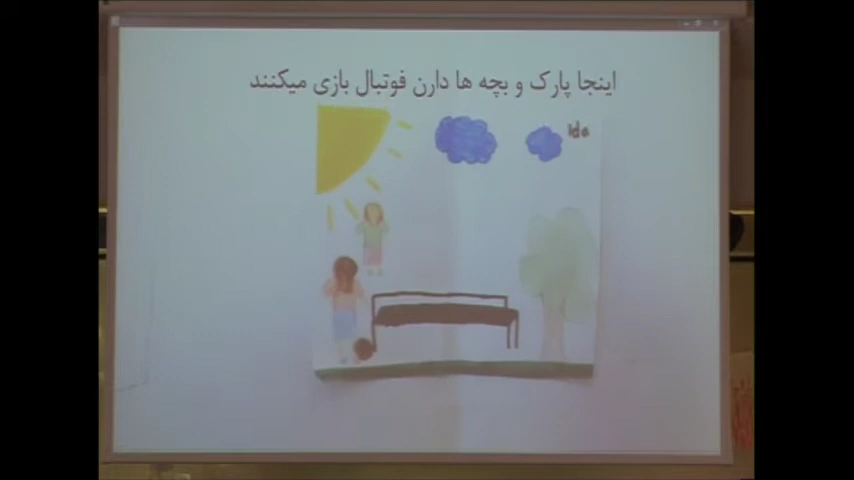 اینجا پارک و بچه ها دارن فوتبال بازی میکنند
Ida